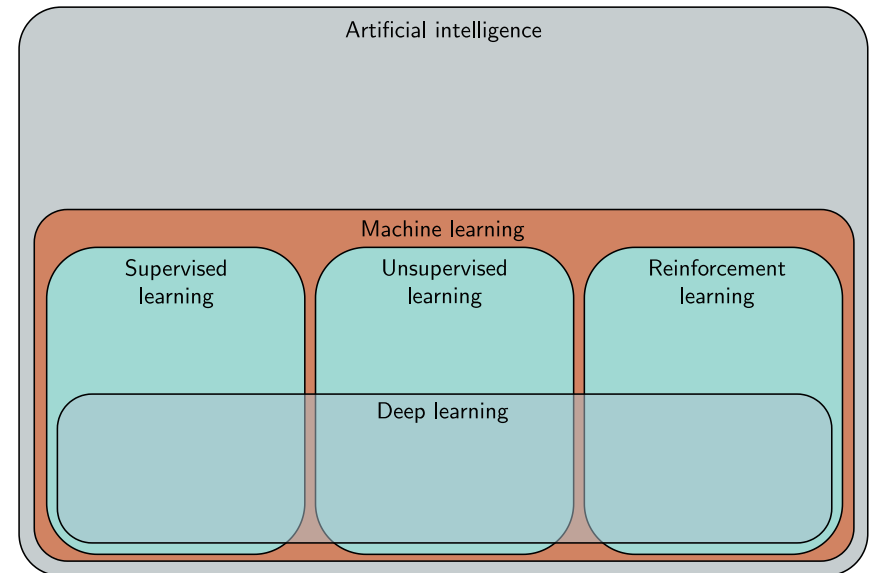 Artificial intelligence
Machine learning
Supervised
learning
Unsupervised
learning
Reinforcement
learning
Deep learning